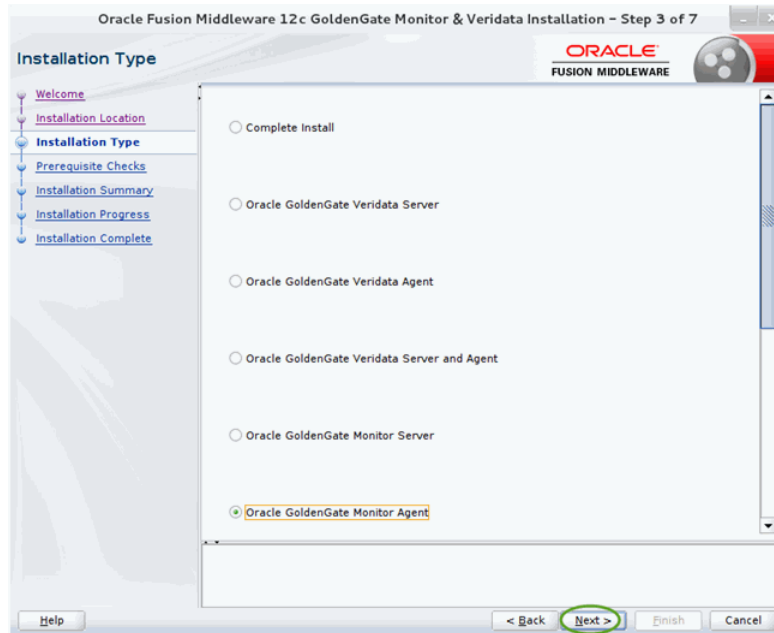 Oracle Fusion Middleware 12c GoldenGate Monitor & Veridata Installation - Step 3 of 7
Installation Type
ORACLE
FUSION MIDDLEWARE
Welcome
Installation Location
Installation Type
Prerequisite Checks
Installation Summary
Installation Progress
Installation Complete
Complete Install
Oracle GoldenGate Veridata Server
Oracle GoldenGate Veridata Agent
Oracle GoldenGate Veridata Server and Agent
Oracle GoldenGate Monitor Server
Oracle GoldenGate Monitor Agent
Help
< Back
Next >
Finish
Cancel